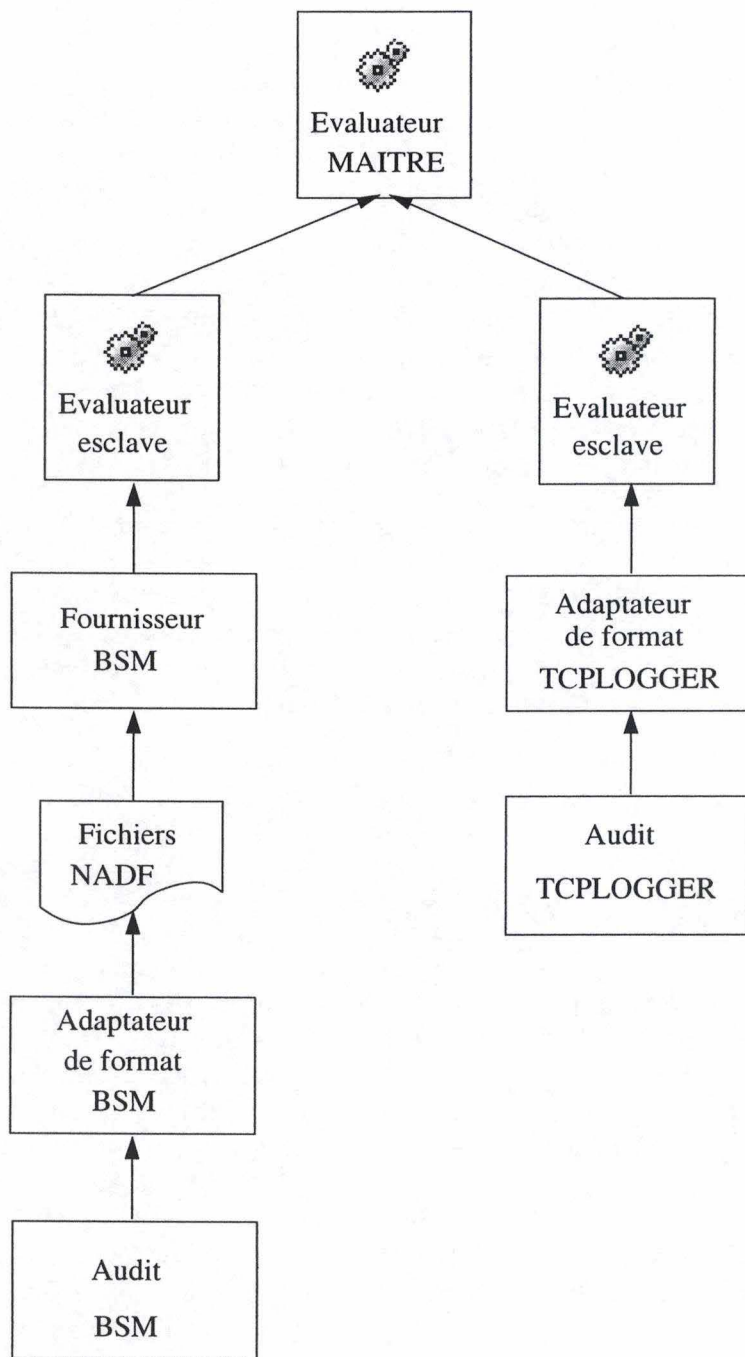 Evaluateur
MAITRE
Evaluateur
esclave
Evaluateur
esclave
Fournisseur
BSM
Adaptateur
de format
TCPLOGGER
Fichiers
NADF
Audit
TCPLOGGER
Adaptateur
de format
BSM
Audit
BSM